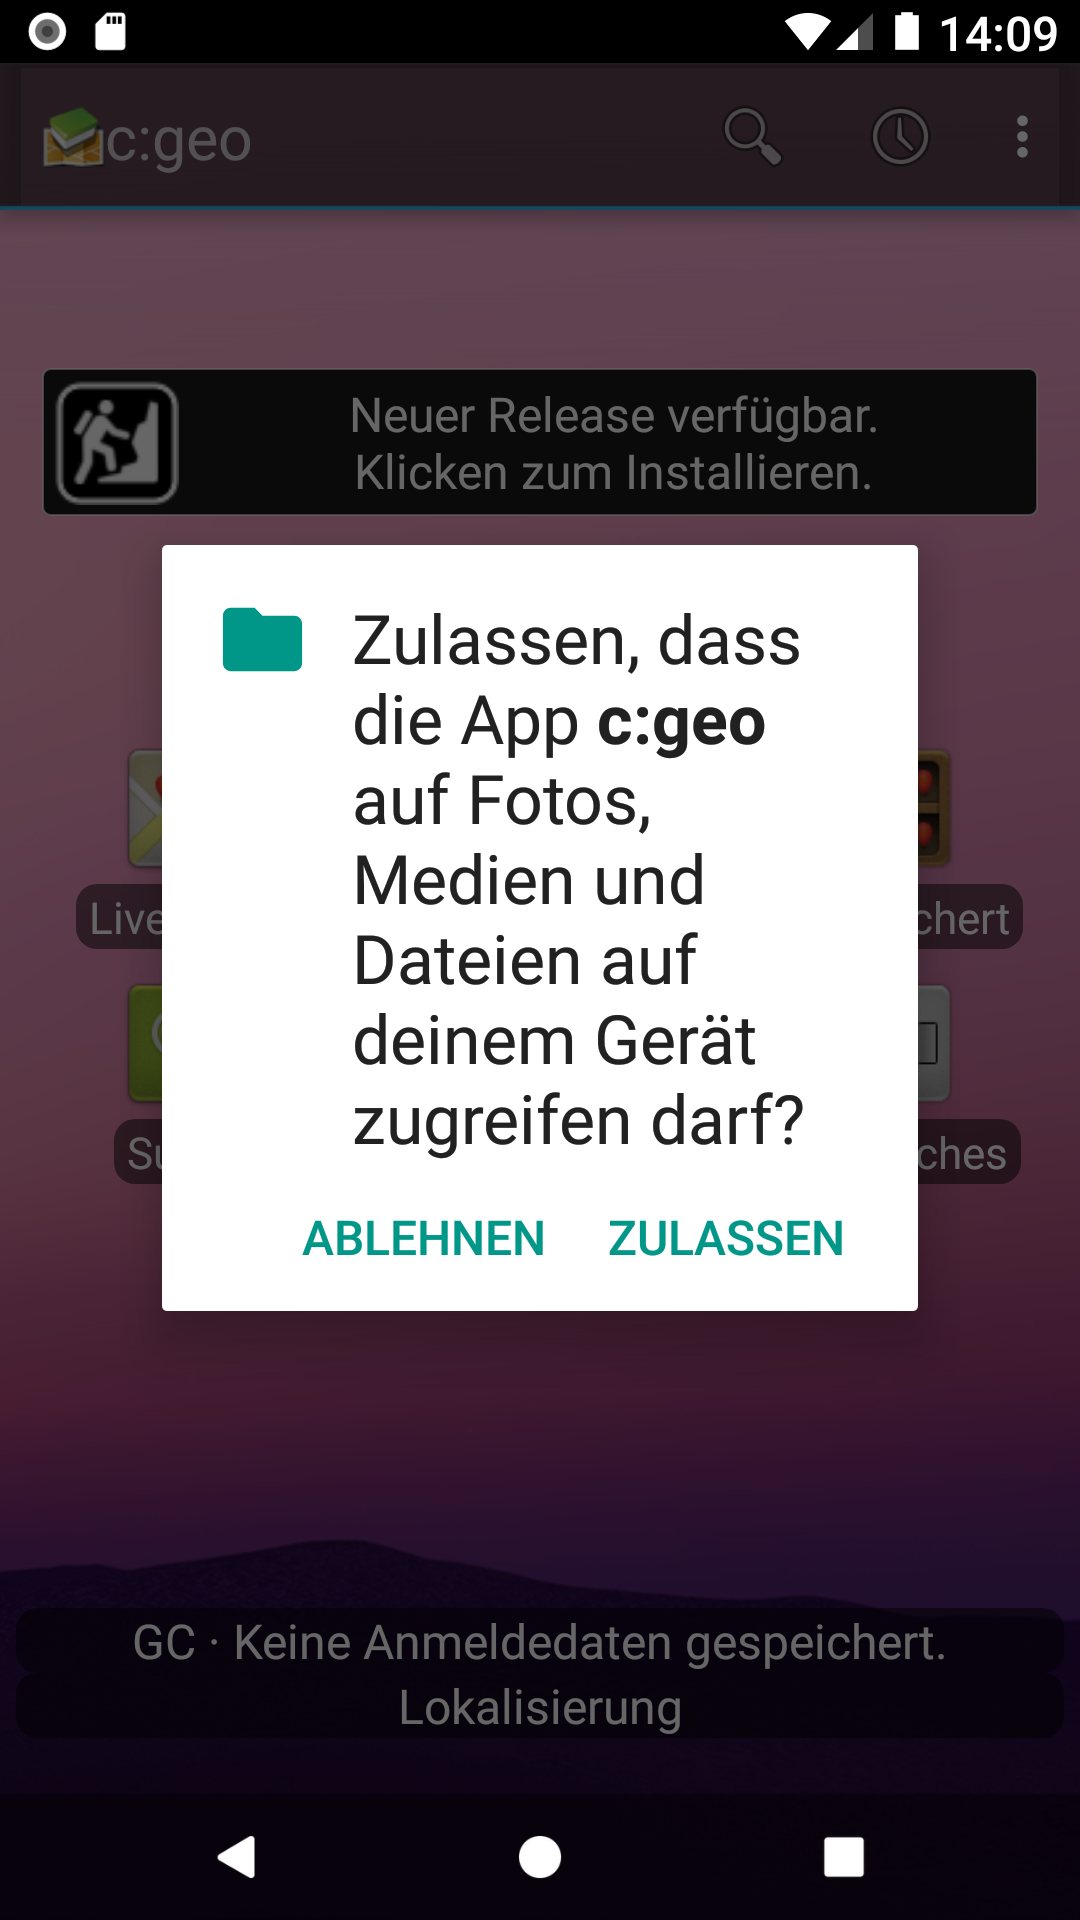 14:09
c:geo
Neuer Release verfügbar.
Klicken zum Installieren.
Zulassen, dass
die App c:geo
auf Fotos,
Medien und
Dateien auf
deinem Gerät
zugreifen darf?
Live
chert
Su
ches
ABLEHNEN ZULASSEN
GC · Keine Anmeldedaten gespeichert.
Lokalisierung